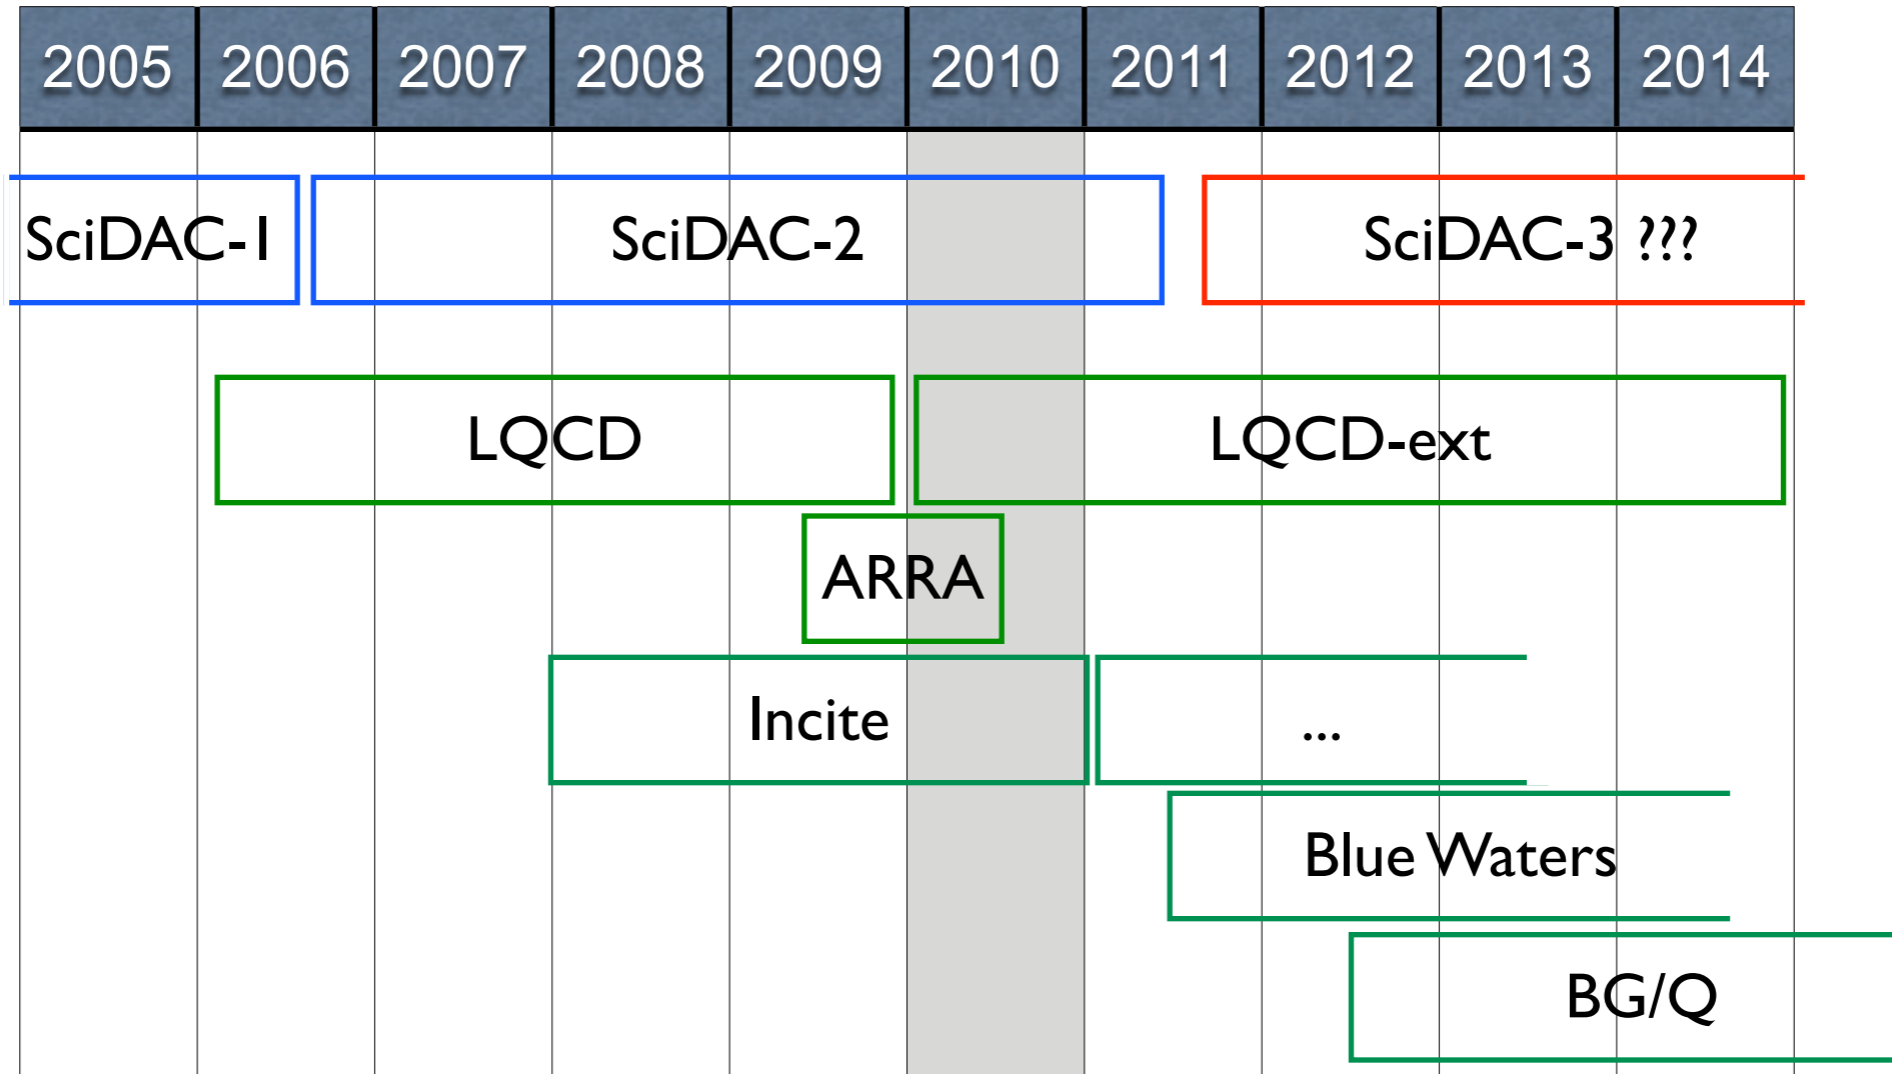 2005 2006 2007 2008 2009 2010 2011 2012 2013 2014
SciDAC-1 SciDAC-2 SciDAC-3 ???
LQCD LQCD-ext
ARRA
Incite ...
Blue Waters
BG/Q